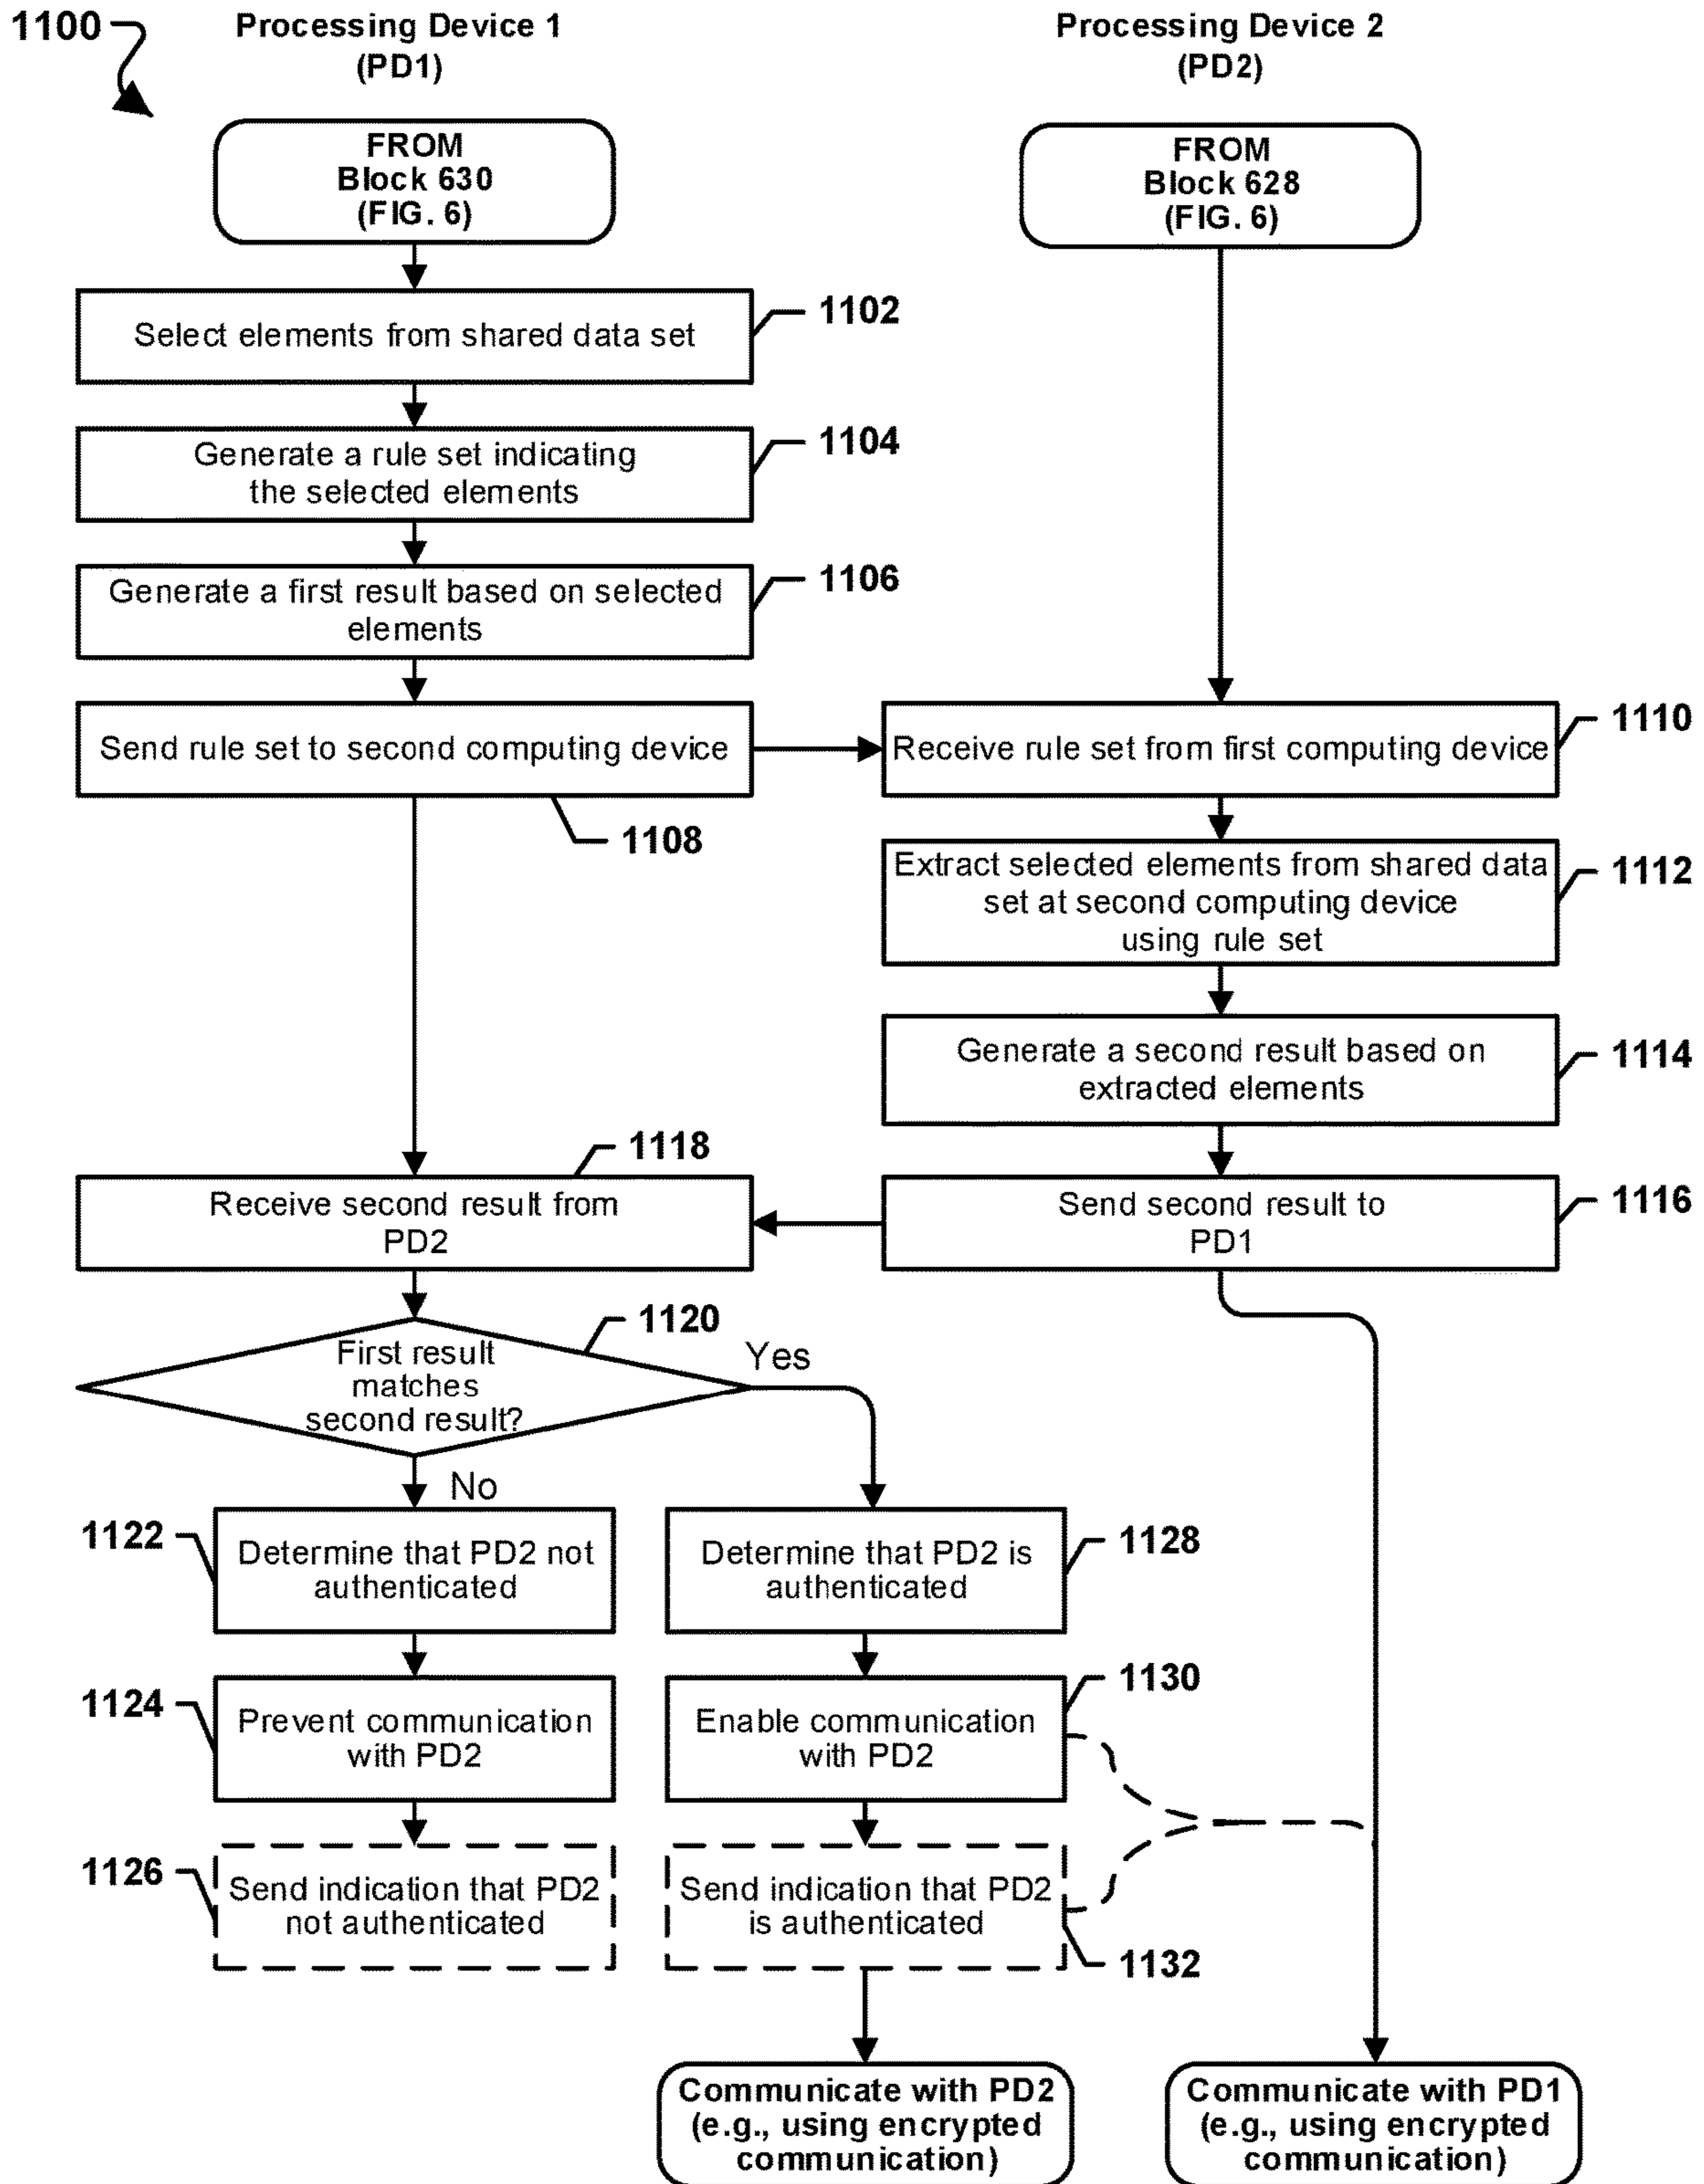 1100
Processing Device 1
(PD1)
Processing Device 2
(PD2)
FROM
Block 630
(FIG. 6)
FROM
Block 628
(FIG. 6)
Select elements from shared data set
1102
Generate a rule set indicating
the selected elements
1104
Generate a first result based on selected
elements
1106
Send rule set to second computing device
1108
Receive rule set from first computing device
1110
Extract selected elements from shared data
set at second computing device
using rule set
1112
Generate a second result based on
extracted elements
1114
Send second result to
PD1
1116
1118
Receive second result from
PD2
1120
First result
matches
second result?
Yes
No
1122
Determine that PD2 not
authenticated
Determine that PD2 is
authenticated
1128
1124
Prevent communication
with PD2
Enable communication
with PD2
1130
1126
Send indication that PD2
not authenticated
Send indication that PD2
is authenticated
1132
Communicate with PD2
(e.g., using encrypted
communication)
Communicate with PD1
(e.g., using encrypted
communication)